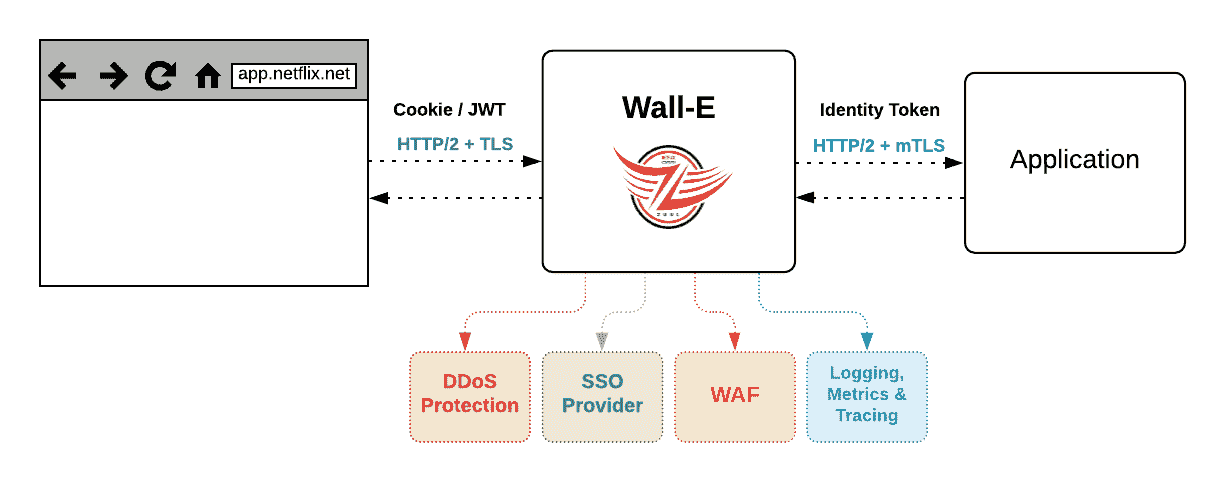 app.netflix.net
Cookie / JWT
HTTP/2 + TLS
Wall-E
Identity Token
HTTP/2 + mTLS
Application
DDoS
Protection
SSO
Provider
WAF
Logging,
Metrics &
Tracing